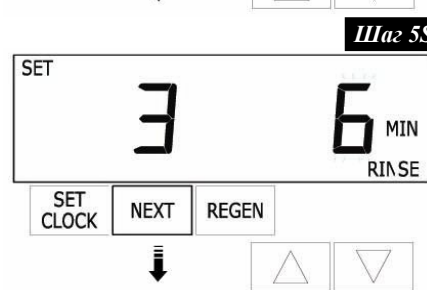 Шаг 5S
SET
3 6 MIN
RINSE
SET CLOCK NEXT REGEN